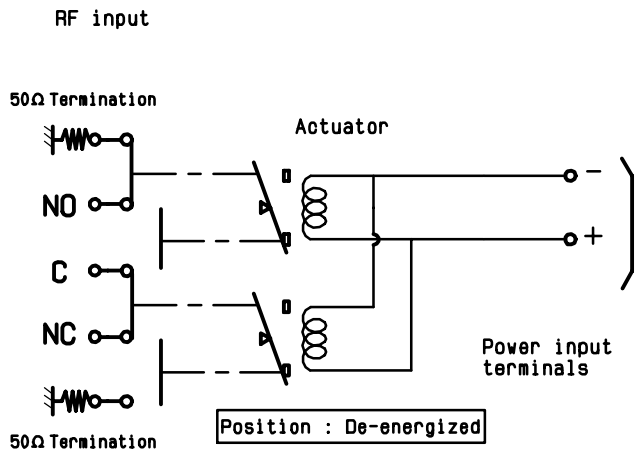 RF input
50Ω Termination
Actuator
−
NO
+
C
NC
Power input
terminals
Position : De-energized
50Ω Termination